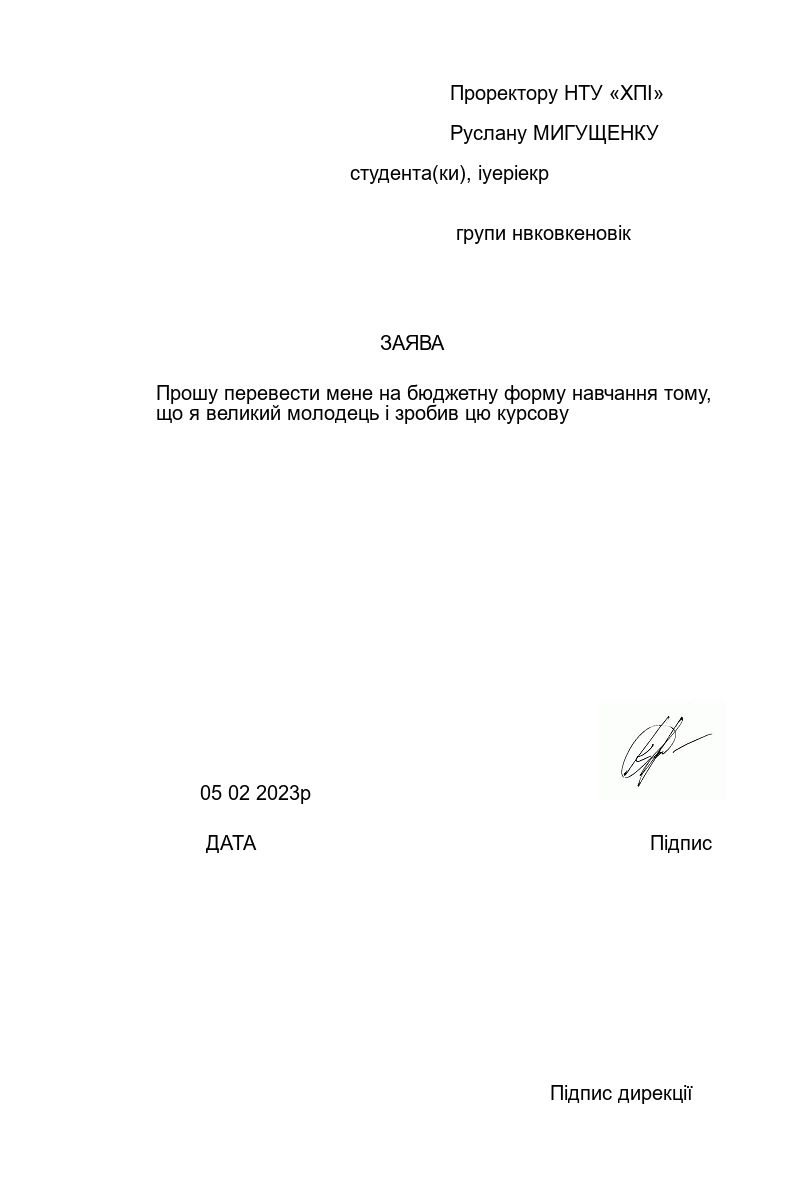 Проректору НТУ «ХПІ»
Руслану МИГУЩЕНКУ
студента(ки), іуеріекр
групи нвковкеновік
ЗАЯВА
Прошу перевести мене на бюджетну форму навчання тому,
що я великий молодець і зробив цю курсову
05 02 2023р
ДАТА
Підпис
Підпис дирекції